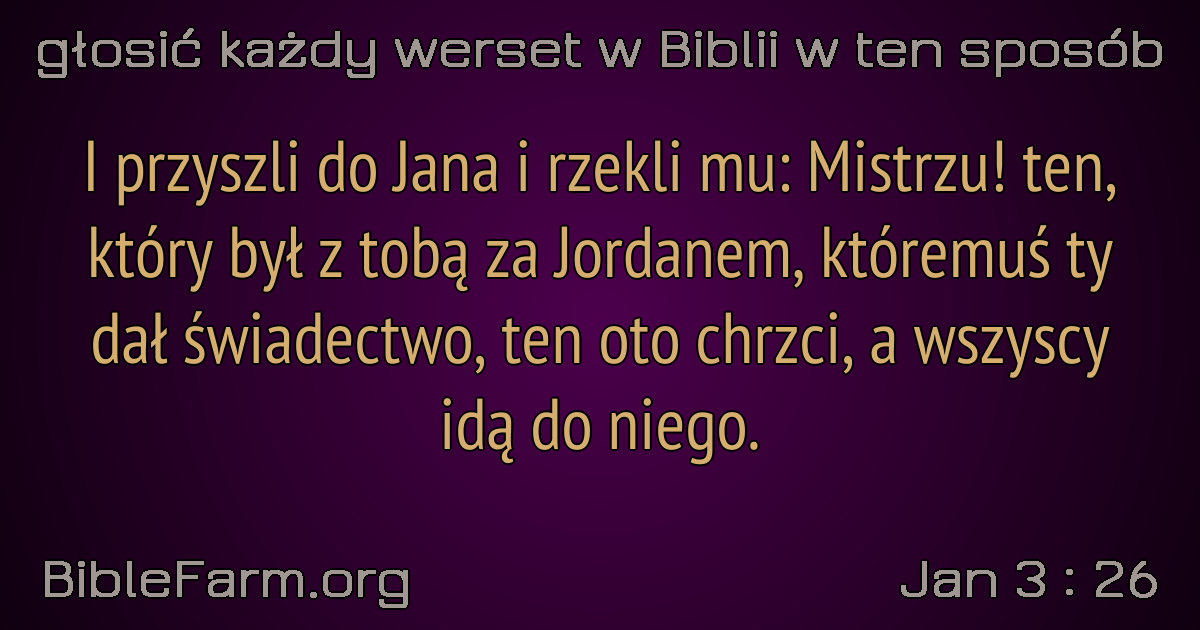 głosić każdy werset w Biblii w ten sposób
I przyszli do Jana i rzekli mu: Mistrzu! ten,
który był z tobą za Jordanem, któremuś ty
dał świadectwo, ten oto chrzci, a wszyscy
idą do niego.
BibleFarm.org
Jan 3 : 26